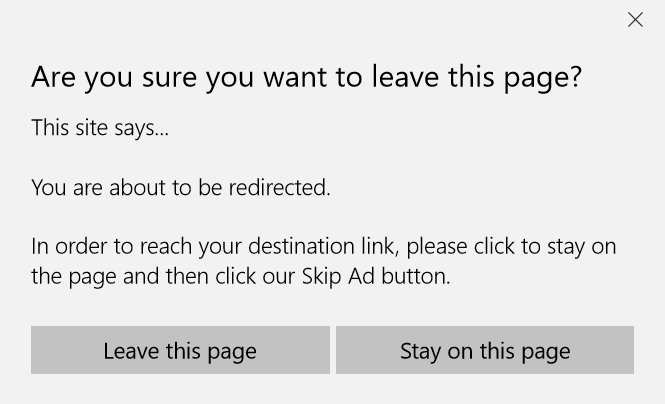 Are you sure you want to leave this page?
This site says...
You are about to be redirected.
In order to reach your destination link, please click to stay on
the page and then click our Skip Ad button.
Leave this page
Stay on this page